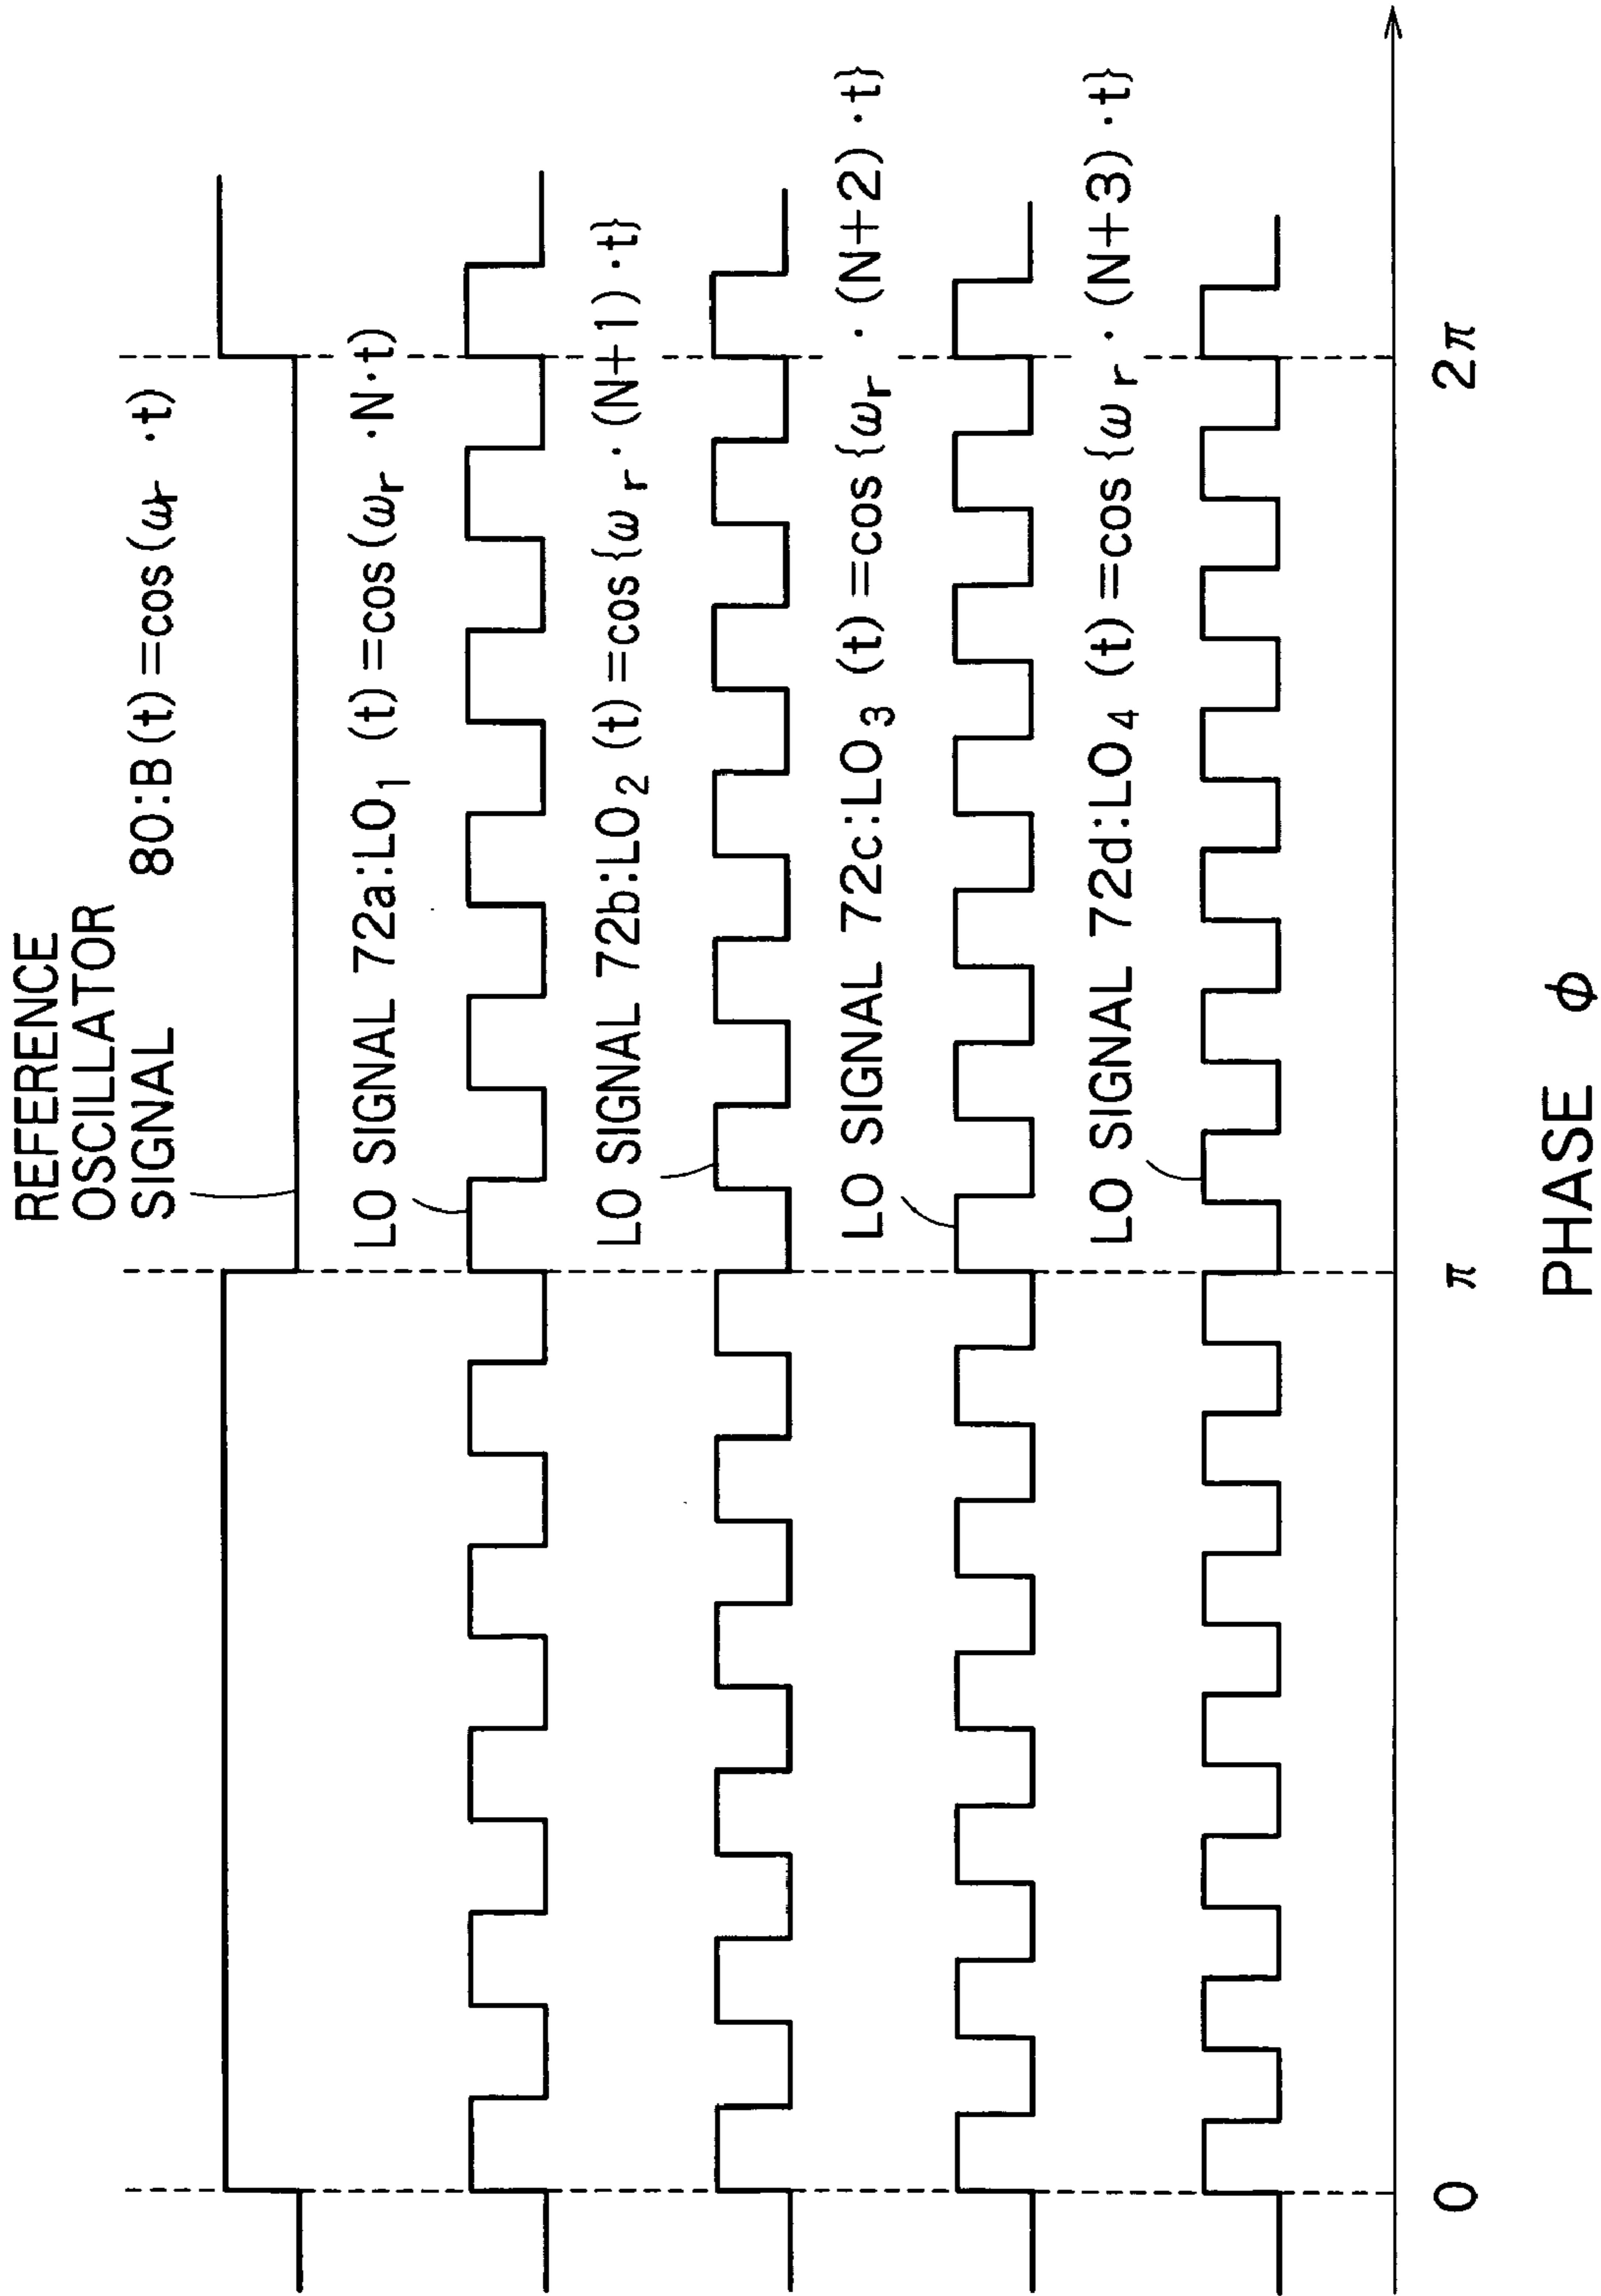 REFERENCE
OSCILLATOR
SIGNAL 80:B(t)=cos(ωr ·t)
LO SIGNAL 72a:LO1 (t)=cos(ωr ·N·t)
LO SIGNAL 72b:LO2 (t)=cos{ωr·(N+1)·t}
LO SIGNAL 72c:LO3 (t)=cos{ωr ·(N+2)·t}
LO SIGNAL 72d:LO4 (t)=cos{ωr·(N+3)·t}
0 π 2π
PHASE ϕ